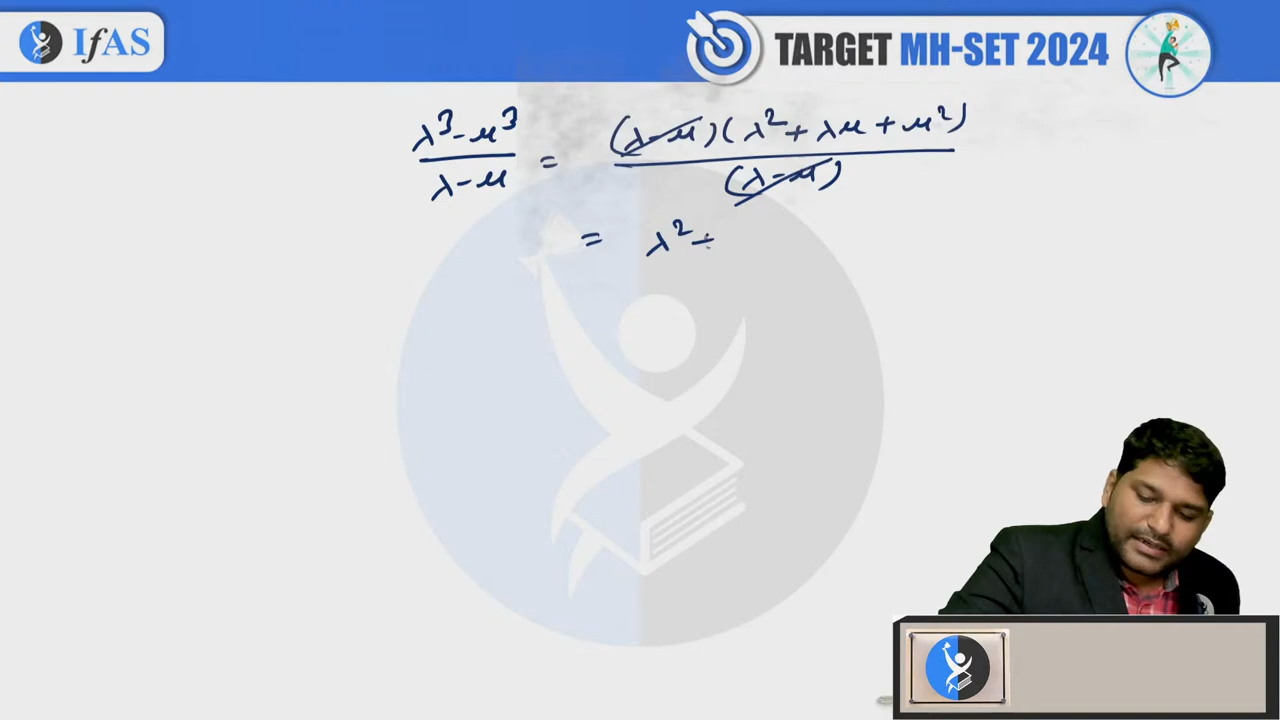 IfAS
TARGET MH-SET 2024
λ³-μ³ / λ-μ = (λ-μ)(λ²+λμ+μ²) / (λ-μ)
= λ²+